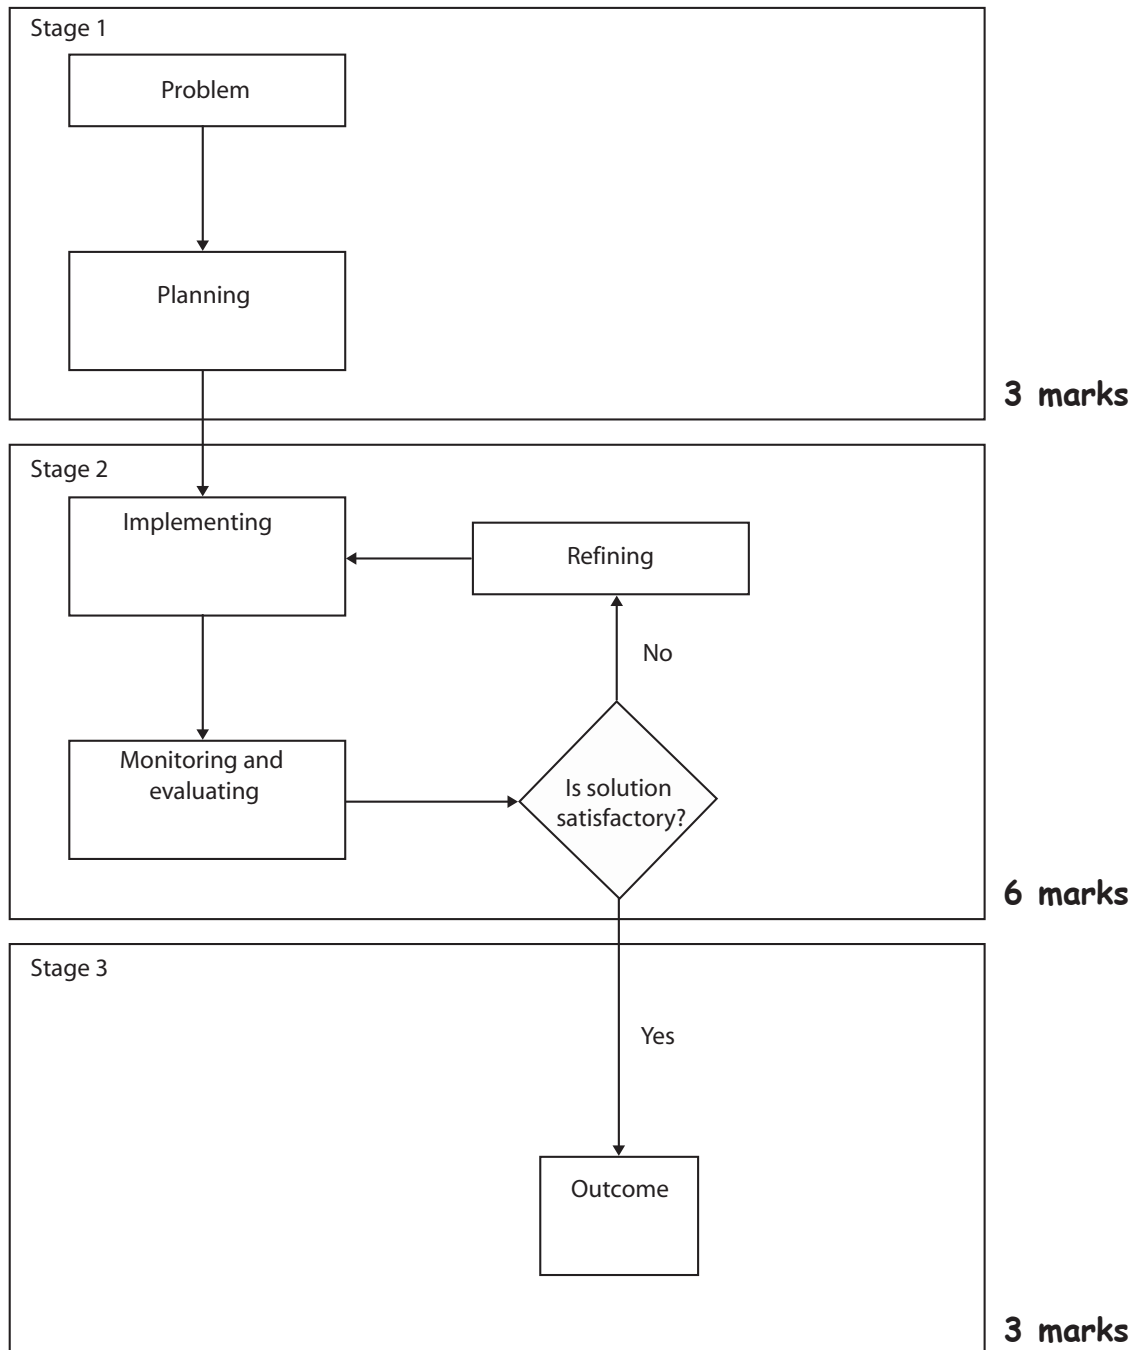 Stage 1
Problem
Planning
3 marks
Stage 2
Implementing
Refining
No
Monitoring and
evaluating
Is solution
satisfactory?
6 marks
Stage 3
Yes
Outcome
3 marks